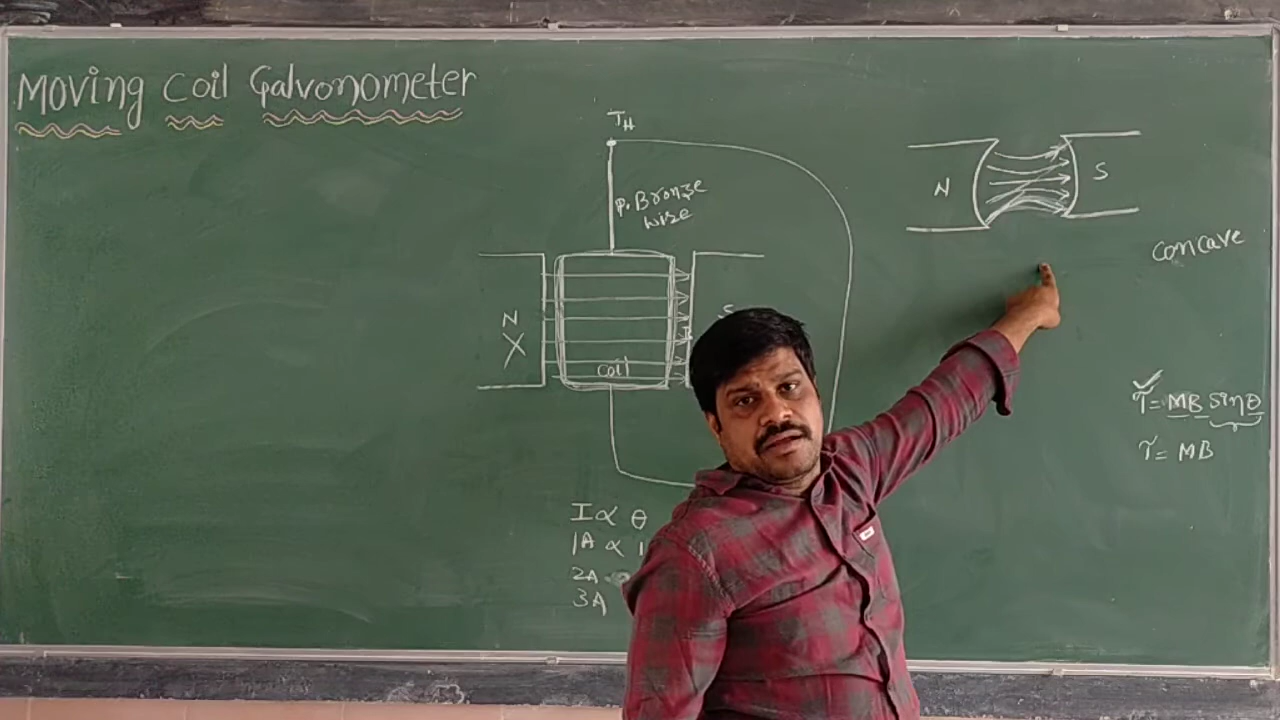 Moving Coil Galvonometer
TH
P. Bronze
wire
N
S
concave
N
S
X
coil
τ = MB sinθ
τ = MB
I ∝ θ
1A ∝ 1
2A
3A